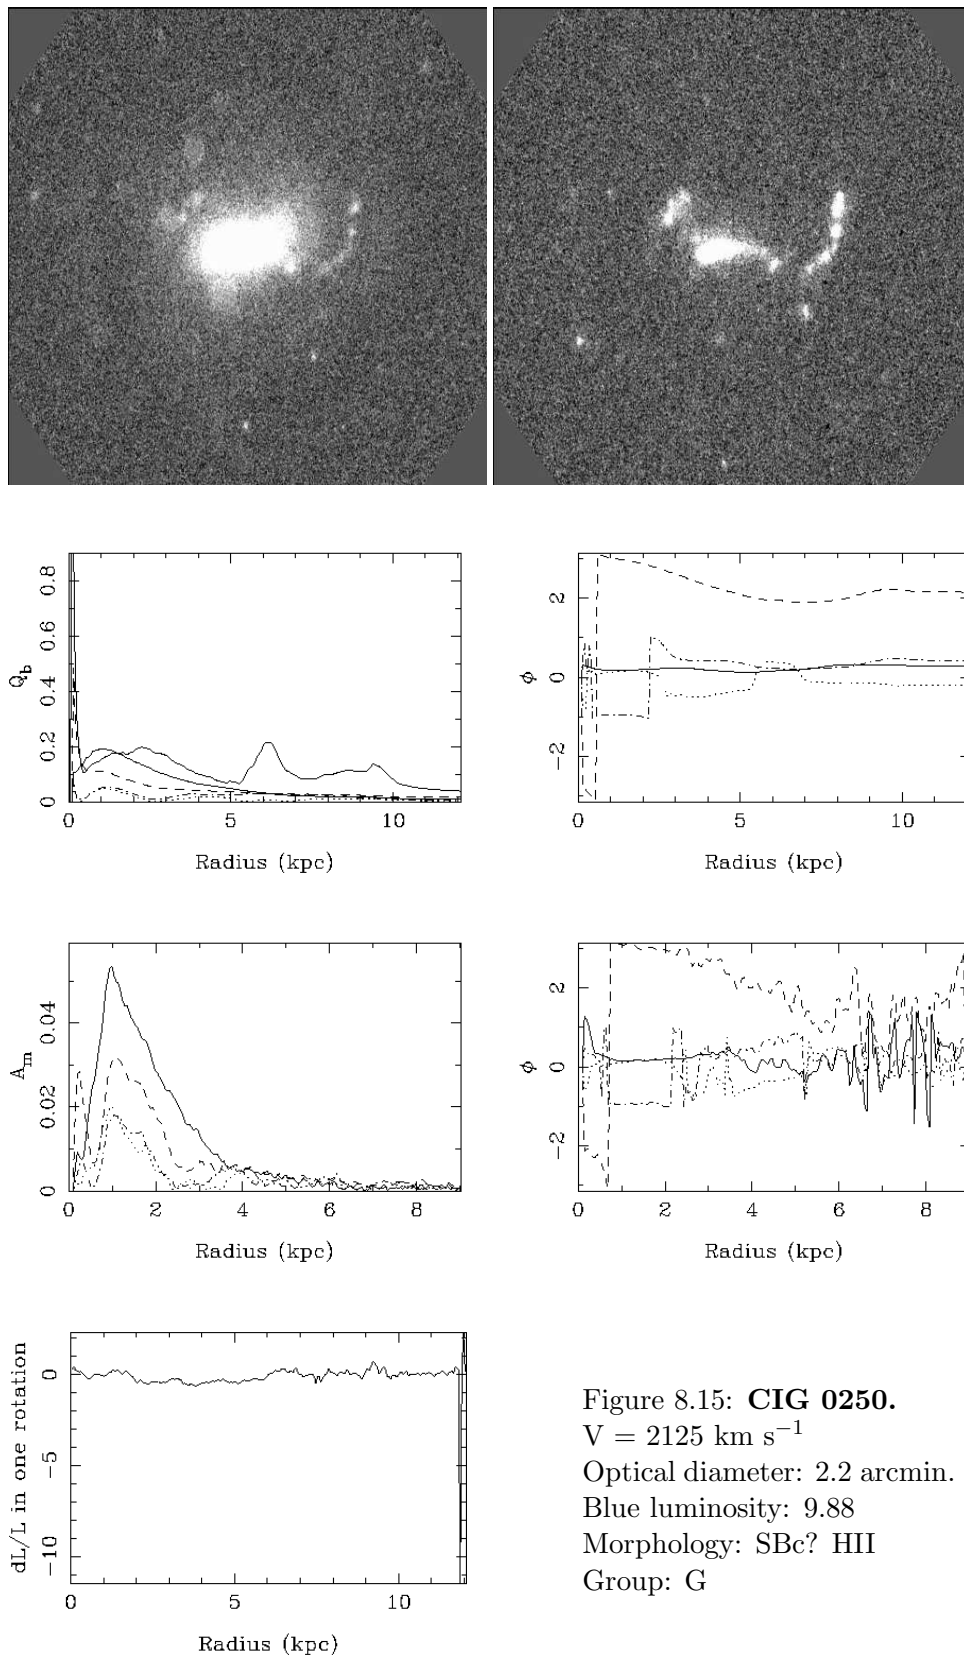 0.8
0.6
0.4
0.2
0
Q_b
0 5 10
Radius (kpc)
2
0
−2
ϕ
0 5 10
Radius (kpc)
0.04
0.02
0
A_m
0 2 4 6 8
Radius (kpc)
2
0
−2
ϕ
0 2 4 6 8
Radius (kpc)
0
−5
−10
dL/L in one rotation
0 5 10
Radius (kpc)
Figure 8.15: CIG 0250.
V = 2125 km s⁻¹
Optical diameter: 2.2 arcmin.
Blue luminosity: 9.88
Morphology: SBc? HII
Group: G